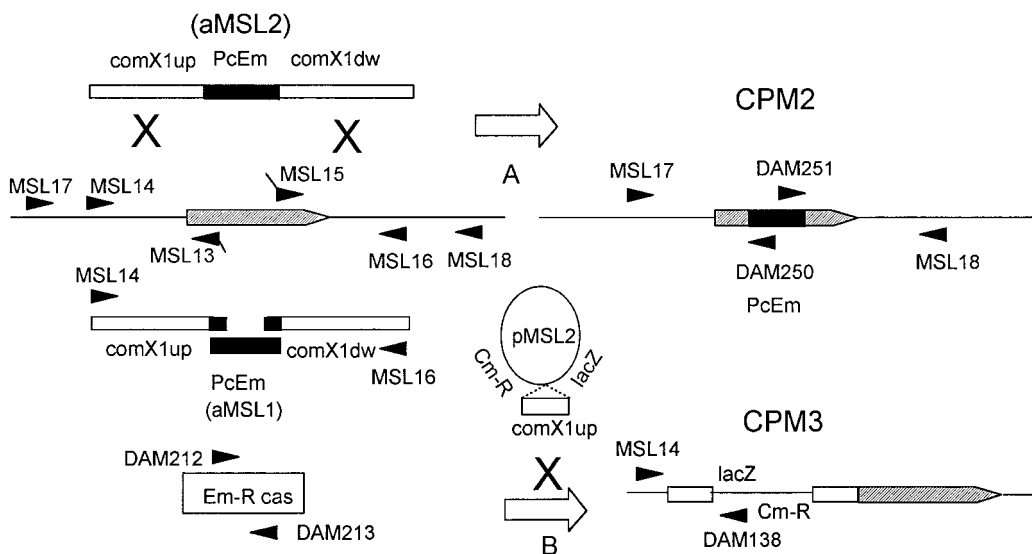 (aMSL2)
comX1up PcEm comX1dw
CPM2
MSL17 MSL14 MSL15
A
MSL17 DAM251
MSL13 MSL16 MSL18
DAM250 MSL18
PcEm
MSL14
comX1up comX1dw
MSL16
PcEm
(aMSL1)
pMSL2
Cm-R lacZ
comX1up
CPM3
DAM212
Em-R cas
DAM213
B
MSL14 lacZ
Cm-R
DAM138